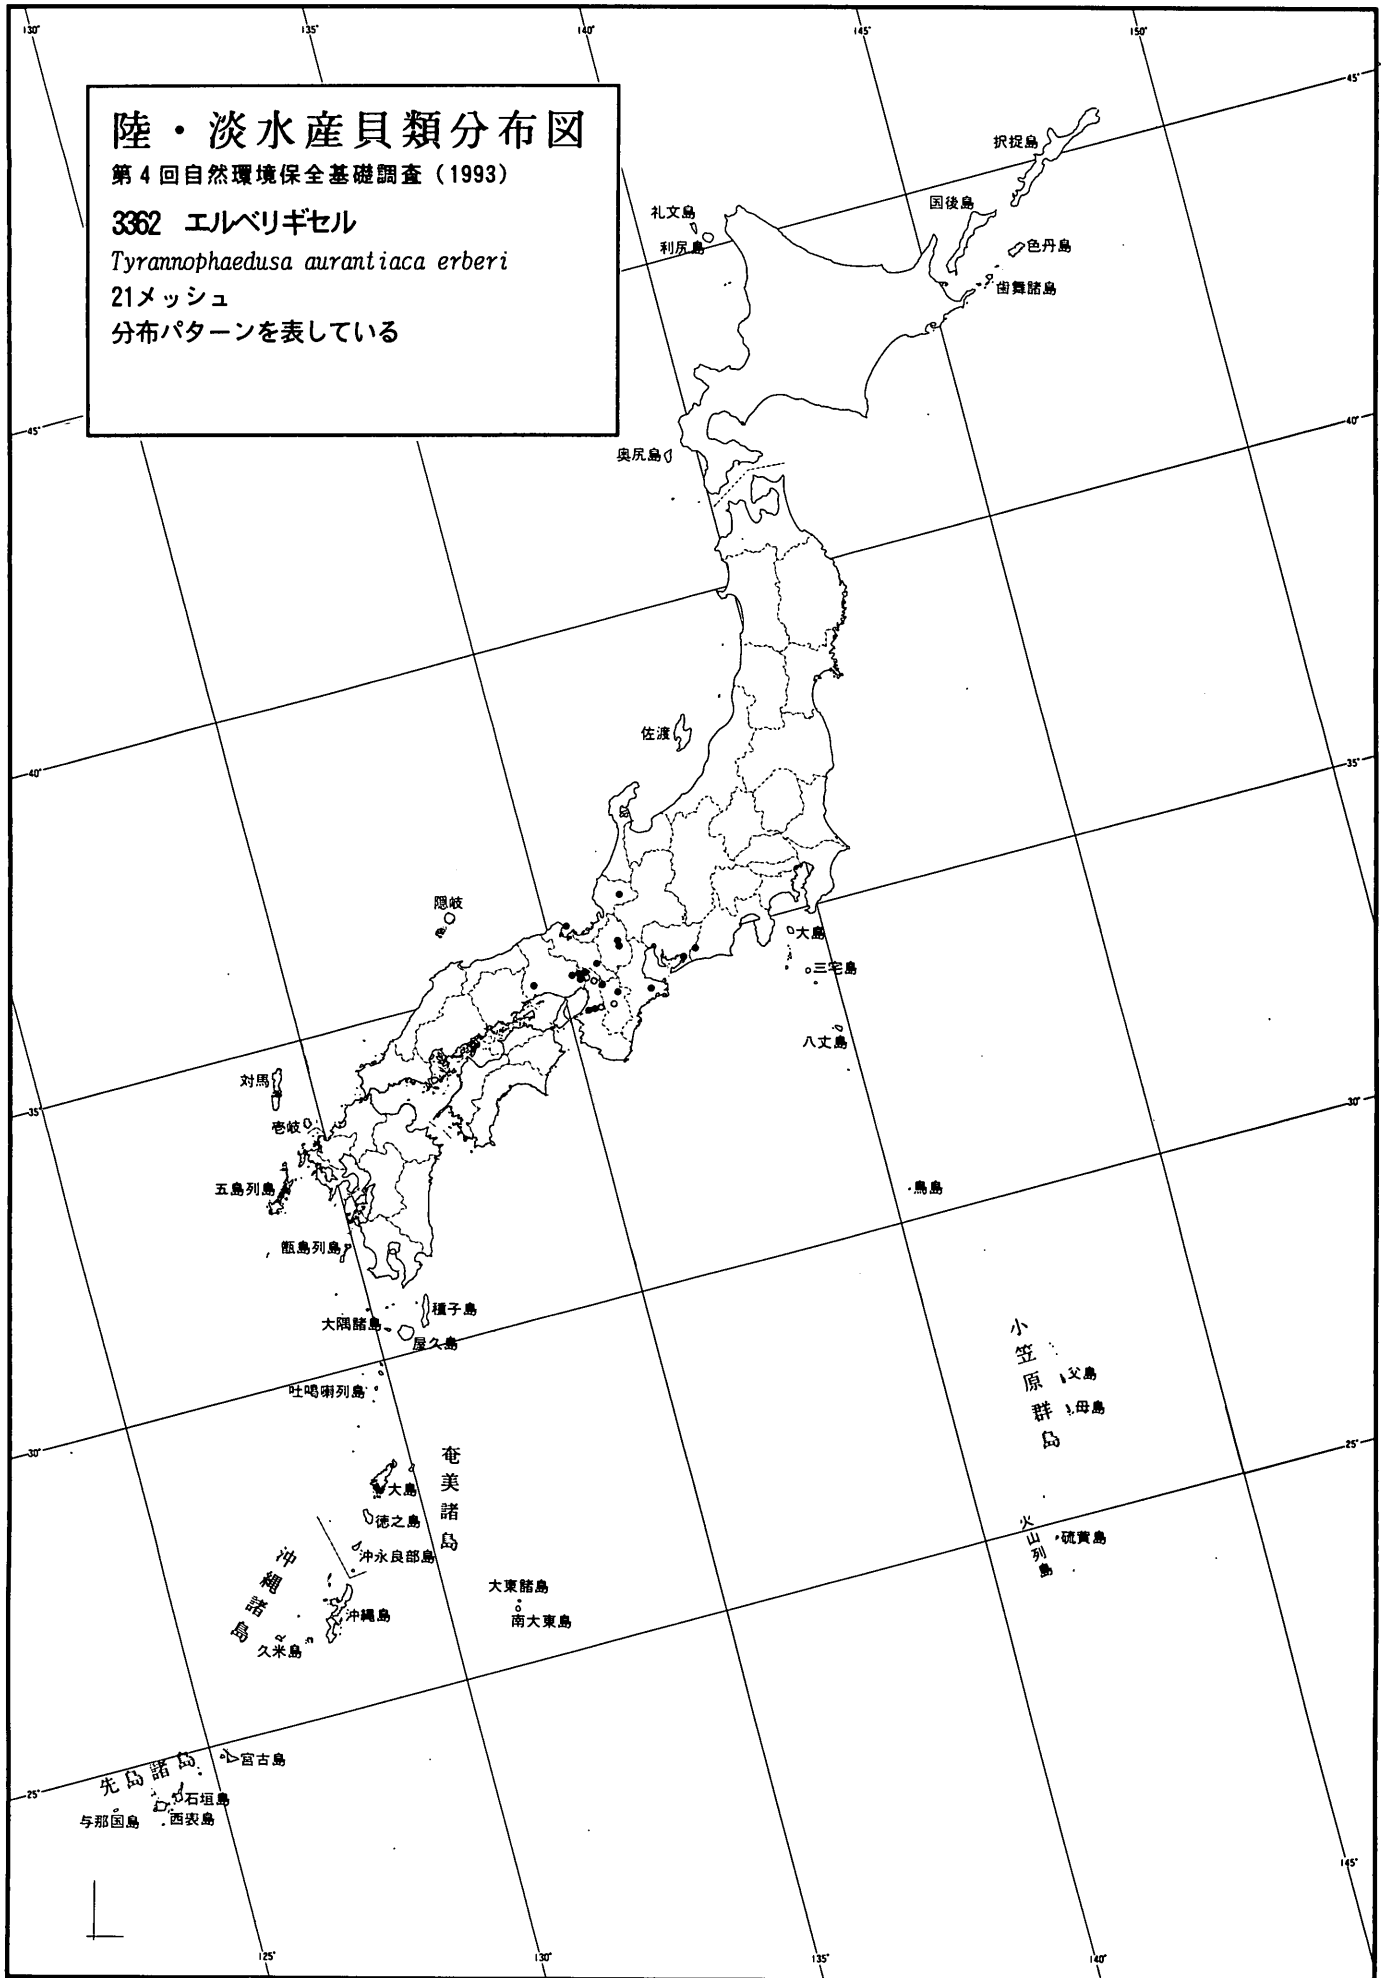 130°
135°
140°
145°
150°
45°
陸・淡水産貝類分布図
第4回自然環境保全基礎調査（1993）
3362 エルベリギセル
Tyrannophaedusa aurantiaca erberi
21メッシュ
分布パターンを表している
択捉島
国後島
色丹島
歯舞諸島
礼文島
利尻島
45°
40°
奥尻島
佐渡
40°
35°
隠岐
大島
三宅島
八丈島
対馬
壱岐
35°
30°
五島列島
鳥島
甑島列島
種子島
大隅諸島
屋久島
吐喝喇列島
小笠原群島
父島
母島
30°
25°
奄美諸島
大島
徳之島
沖永良部島
火山列島
硫黄島
沖縄諸島
沖縄島
久米島
大東諸島
南大東島
先島諸島
宮古島
石垣島
与那国島
西表島
25°
145°
125°
130°
135°
140°